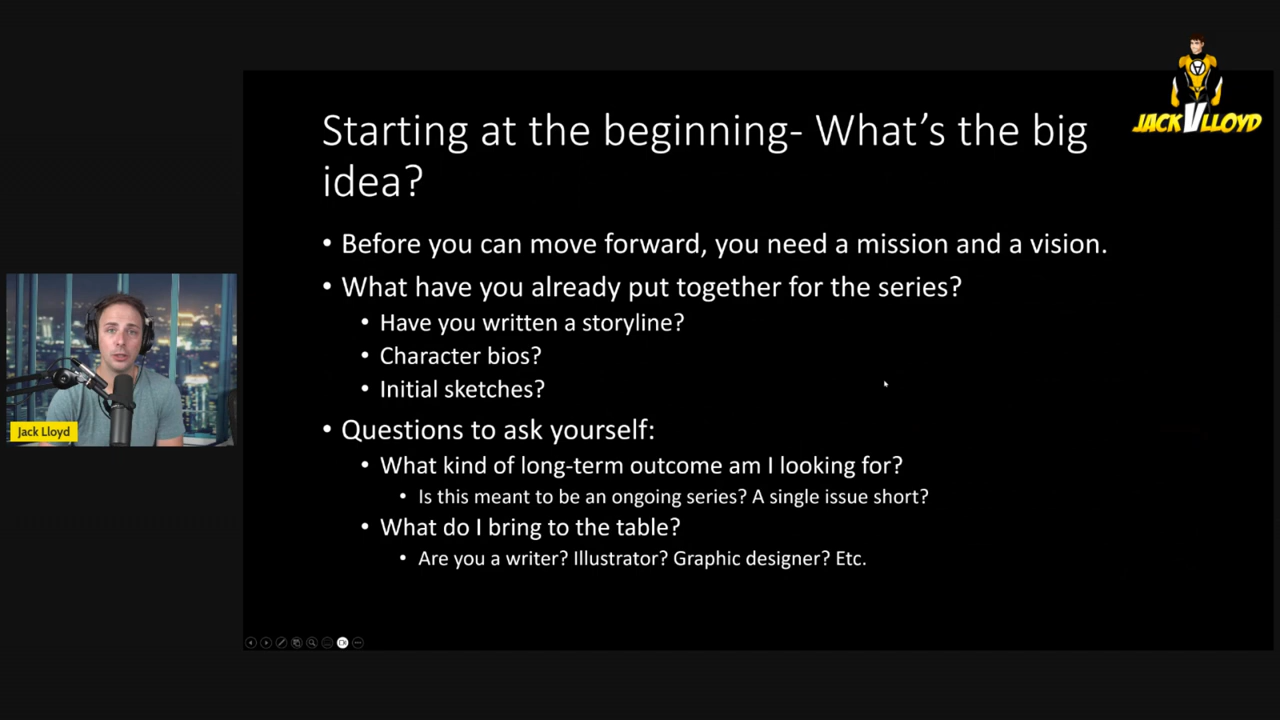 JACK V LLOYD
Starting at the beginning- What's the big
idea?
• Before you can move forward, you need a mission and a vision.
• What have you already put together for the series?
• Have you written a storyline?
• Character bios?
• Initial sketches?
• Questions to ask yourself:
• What kind of long-term outcome am I looking for?
• Is this meant to be an ongoing series? A single issue short?
• What do I bring to the table?
• Are you a writer? Illustrator? Graphic designer? Etc.
Jack Lloyd